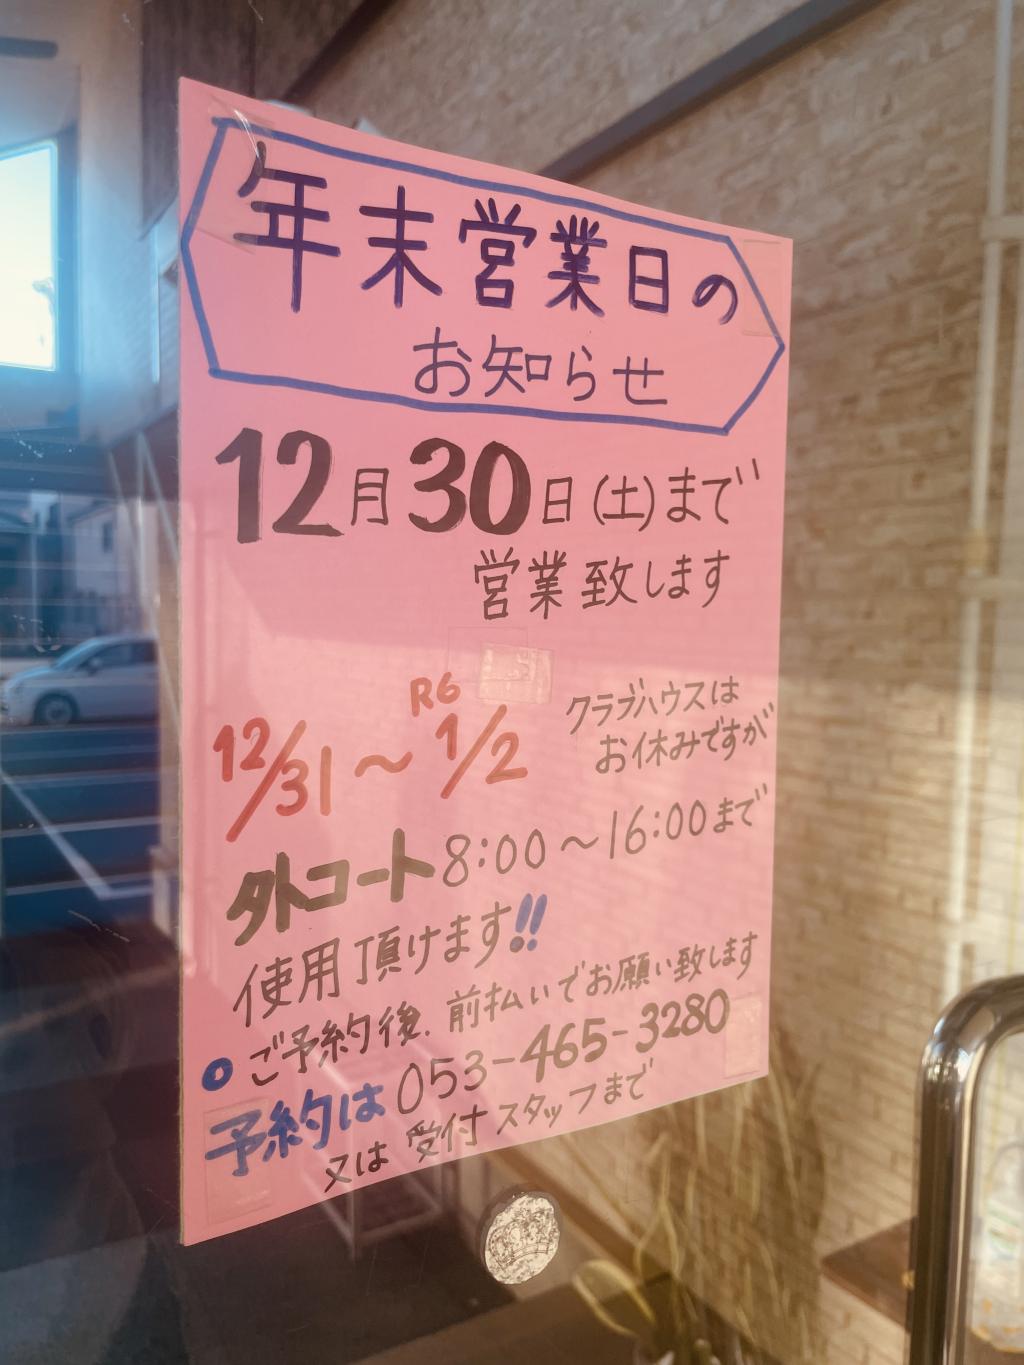 年末営業日の
お知らせ
12月30日(土)まで
営業致します
12/31～R6 1/2
クラブハウスは
お休みですが
外コート8:00～16:00まで
使用頂けます!!
○ご予約後、前払いでお願い致します
予約は053-465-3280
又は受付スタッフまで